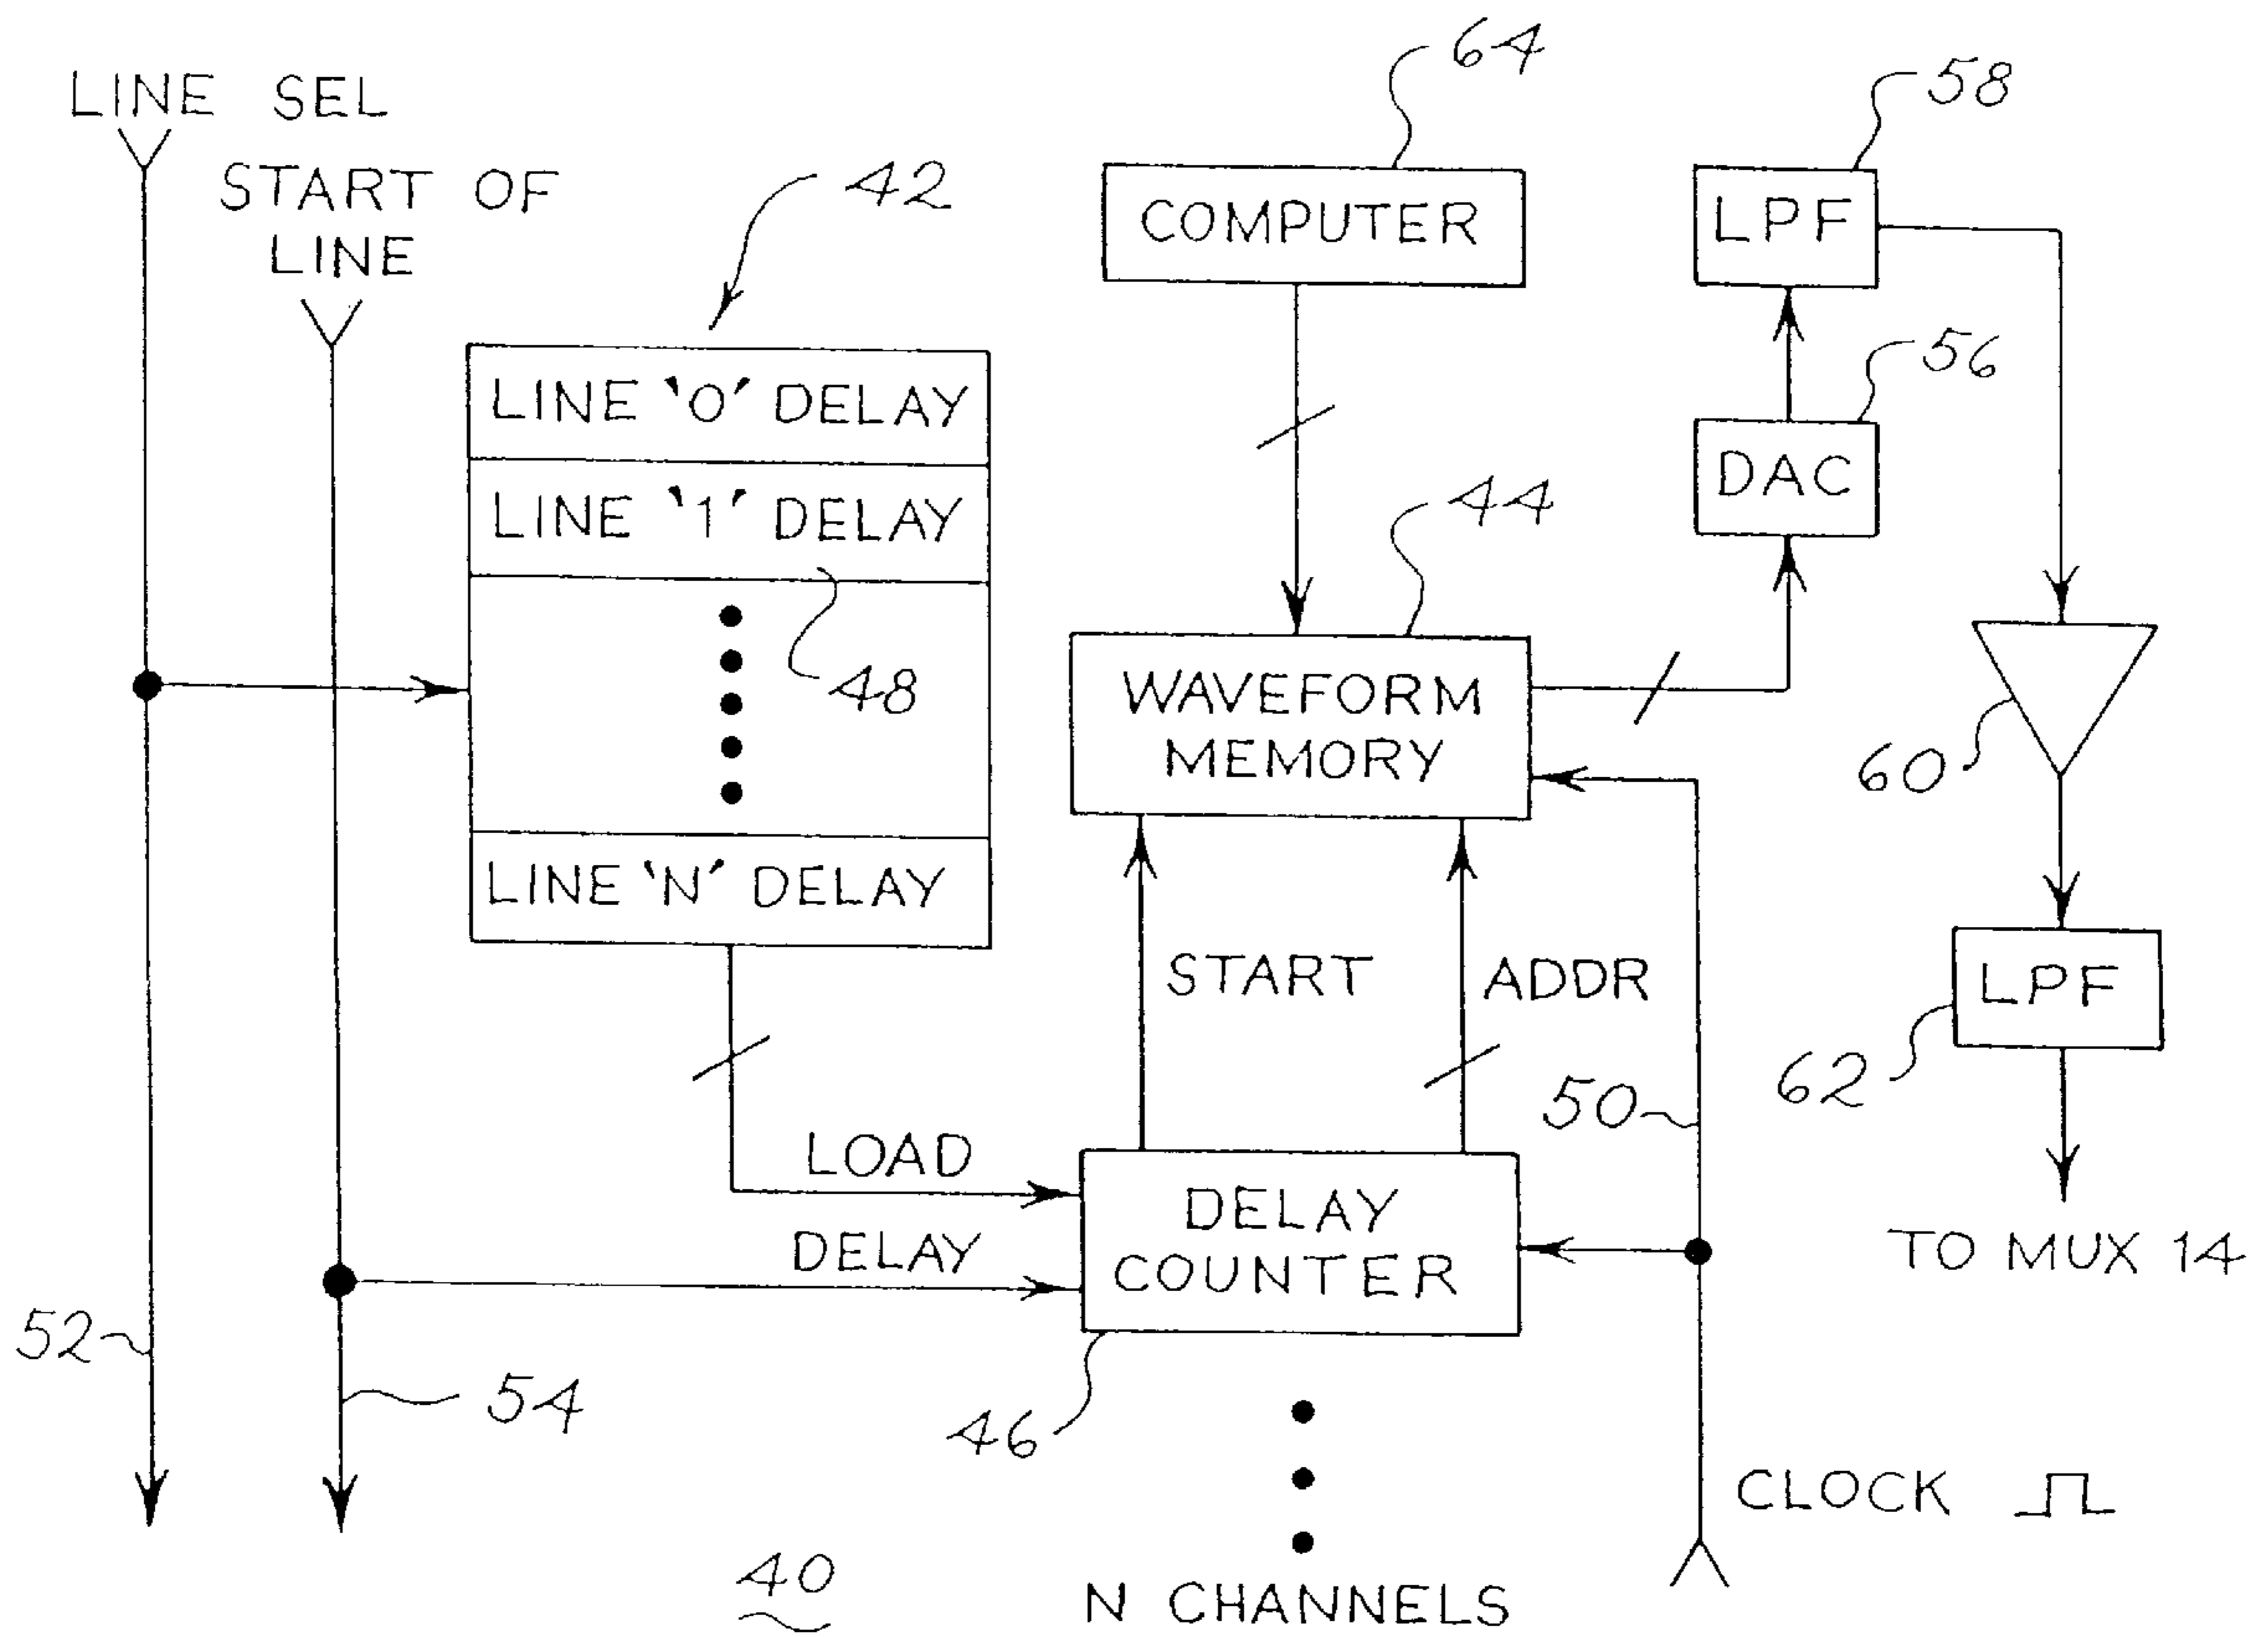 LINE SEL
START OF
LINE
42
64
58
COMPUTER
LPF
LINE '0' DELAY
LINE '1' DELAY
56
DAC
44
48
WAVEFORM
MEMORY
60
LINE 'N' DELAY
START
ADDR
LPF
62
50
LOAD
DELAY
DELAY
COUNTER
TO MUX 14
52
54
46
CLOCK
40
N CHANNELS